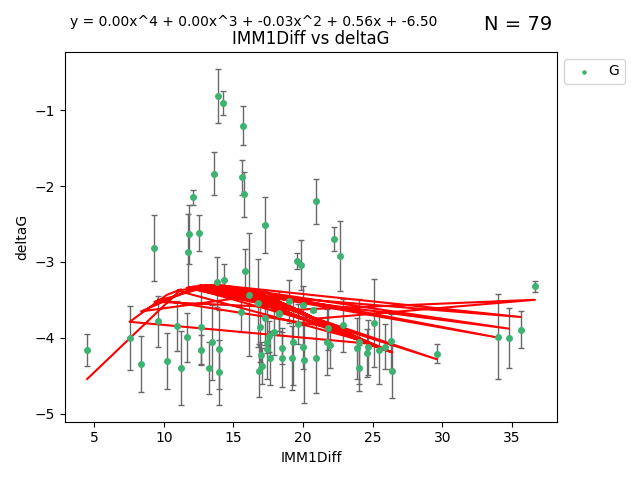 y = 0.00x^4 + 0.00x^3 + -0.03x^2 + 0.56x + -6.50
N = 79
IMM1Diff vs deltaG
G
deltaG
−1
−2
−3
−4
−5
5 10 15 20 25 30 35
IMM1Diff